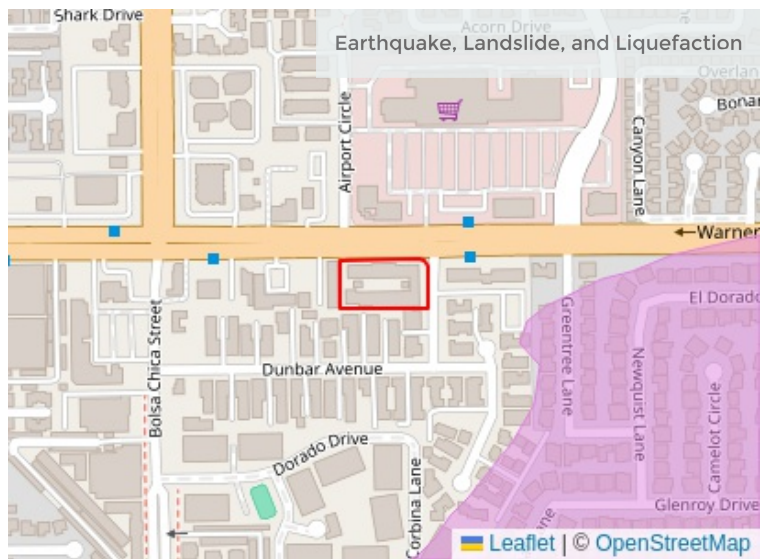 Shark Drive
Acorn Drive
Earthquake, Landslide, and Liquefaction
Airport Circle
Canyon Lane
←Warner
Bolsa Chica Street
Greentree Lane
El Dorado
Dunbar Avenue
Newquist Lane
Camelot Circle
Dorado Drive
Corbina Lane
Glenroy Drive
Leaflet | © OpenStreetMap